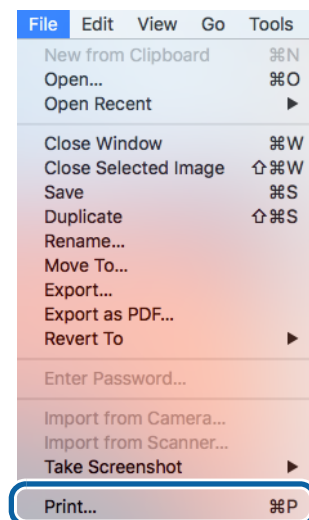 File Edit View Go Tools
New from Clipboard ⌘N
Open... ⌘O
Open Recent ▶
Close Window ⌘W
Close Selected Image ⇧⌘W
Save ⌘S
Duplicate ⇧⌘S
Rename...
Move To...
Export...
Export as PDF...
Revert To ▶
Enter Password...
Import from Camera...
Import from Scanner...
Take Screenshot ▶
Print... ⌘P